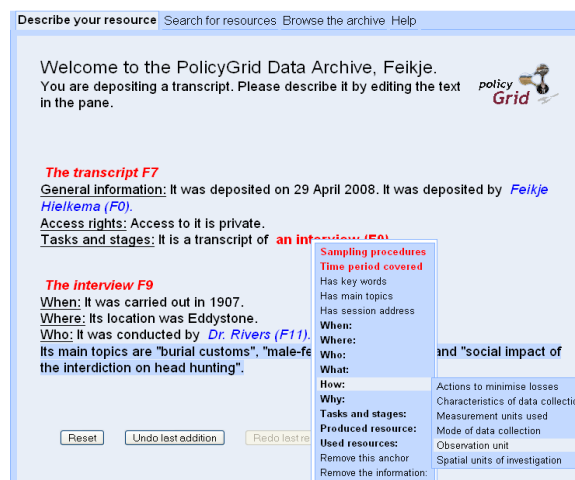 Describe your resource Search for resources Browse the archive Help
Welcome to the PolicyGrid Data Archive, Feikje.
You are depositing a transcript. Please describe it by editing the text
in the pane.
policy
Grid
The transcript F7
General information: It was deposited on 29 April 2008. It was deposited by Feikje
Hielkema (F0).
Access rights: Access to it is private.
Tasks and stages: It is a transcript of an interview (F9)
The interview F9
When: It was carried out in 1907.
Where: Its location was Eddystone.
Who: It was conducted by Dr. Rivers (F11).
Its main topics are "burial customs", "male-fe and "social impact of
the interdiction on head hunting".
Reset Undo last addition Redo last re
Sampling procedures
Time period covered
Has key words
Has main topics
Has session address
When:
Where:
Who:
What:
How:
Why:
Tasks and stages:
Produced resource:
Used resources:
Remove this anchor
Remove the information:
Actions to minimise losses
Characteristics of data collectio
Measurement units used
Mode of data collection
Observation unit
Spatial units of investigation